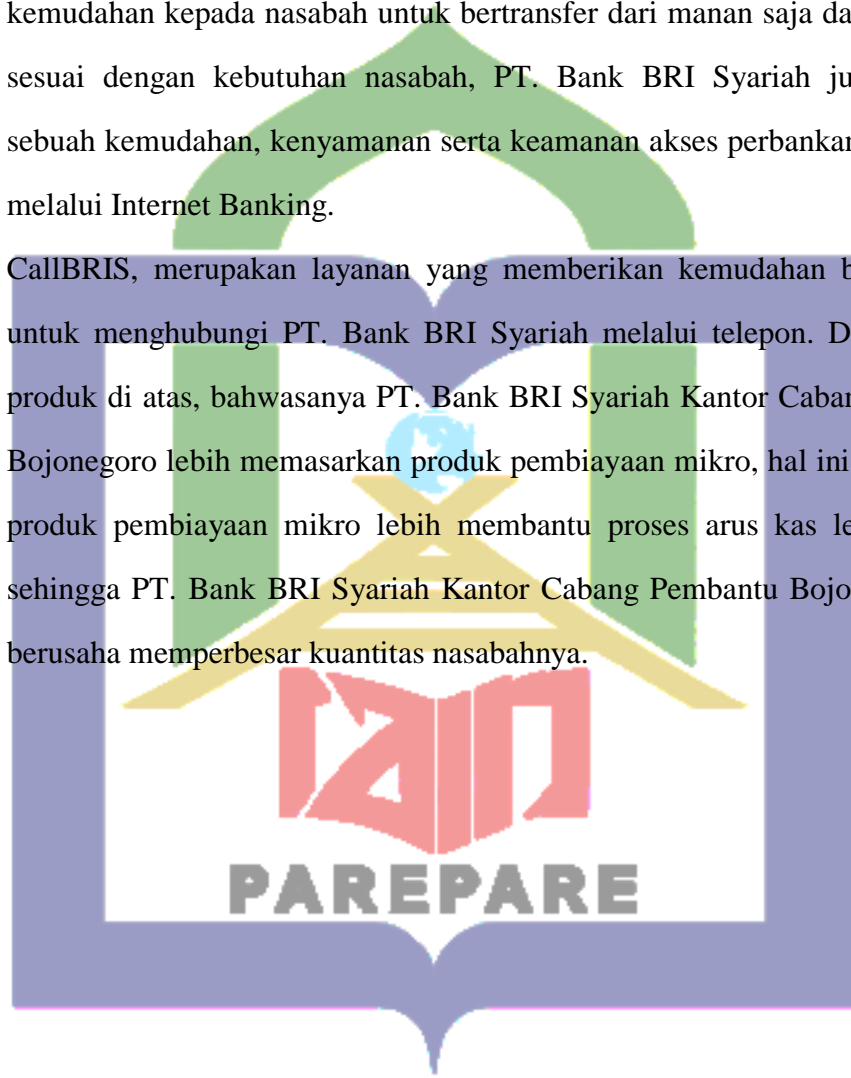 kemudahan kepada nasabah untuk bertransfer dari manan saja da
sesuai dengan kebutuhan nasabah, PT. Bank BRI Syariah ju
sebuah kemudahan, kenyamanan serta keamanan akses perbankan
melalui Internet Banking.
CallBRIS, merupakan layanan yang memberikan kemudahan b
untuk menghubungi PT. Bank BRI Syariah melalui telepon. D
produk di atas, bahwasanya PT. Bank BRI Syariah Kantor Caban
Bojonegoro lebih memasarkan produk pembiayaan mikro, hal ini
produk pembiayaan mikro lebih membantu proses arus kas le
sehingga PT. Bank BRI Syariah Kantor Cabang Pembantu Bojo
berusaha memperbesar kuantitas nasabahnya.
iain
PAREPARE